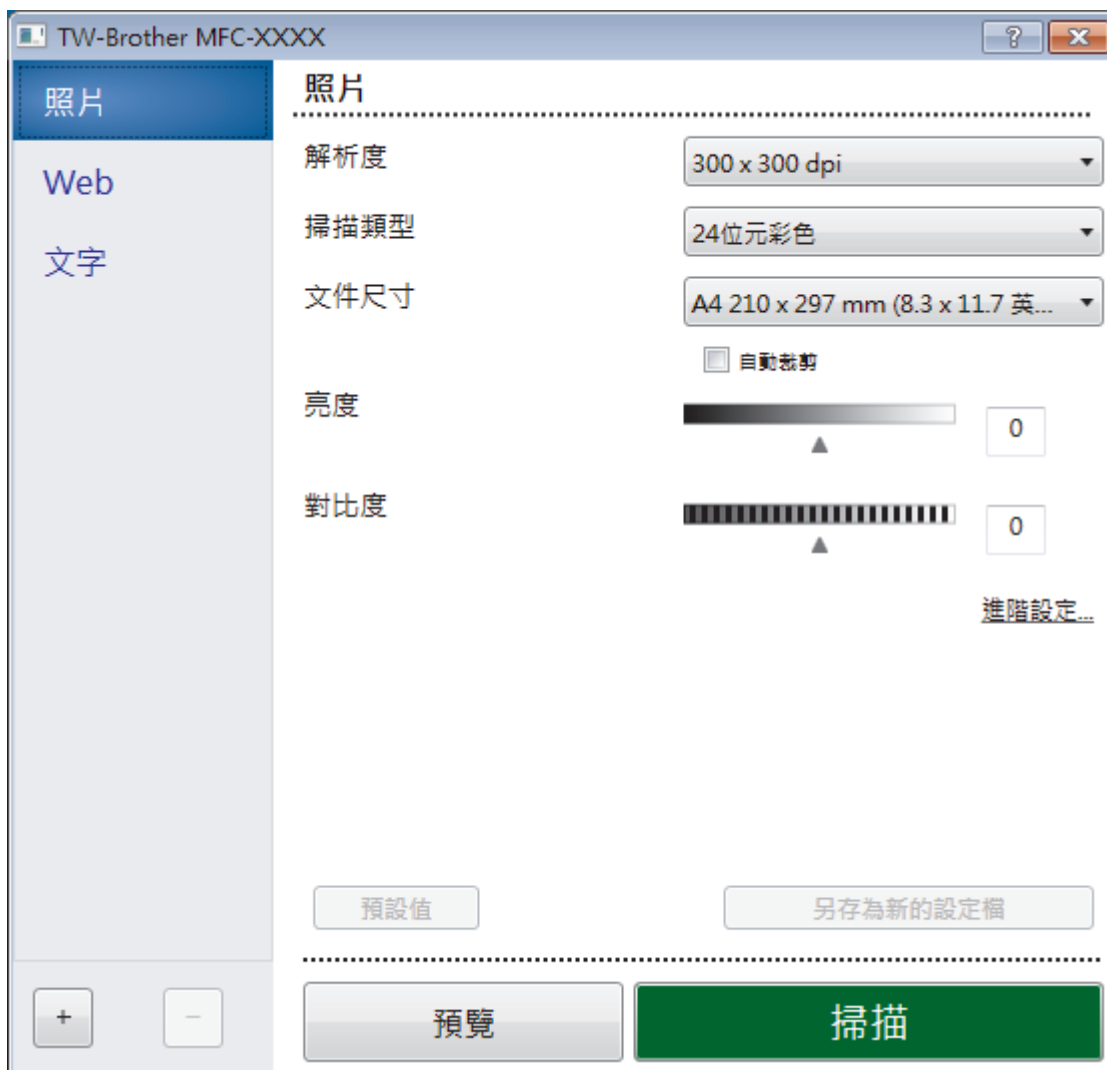 TW-Brother MFC-XXXX
照片
Web
文字
照片
解析度
300 x 300 dpi
掃描類型
24位元彩色
文件尺寸
A4 210 x 297 mm (8.3 x 11.7 英...
自動裁剪
亮度
0
對比度
0
進階設定...
預設值
另存為新的設定檔
+
−
預覽
掃描